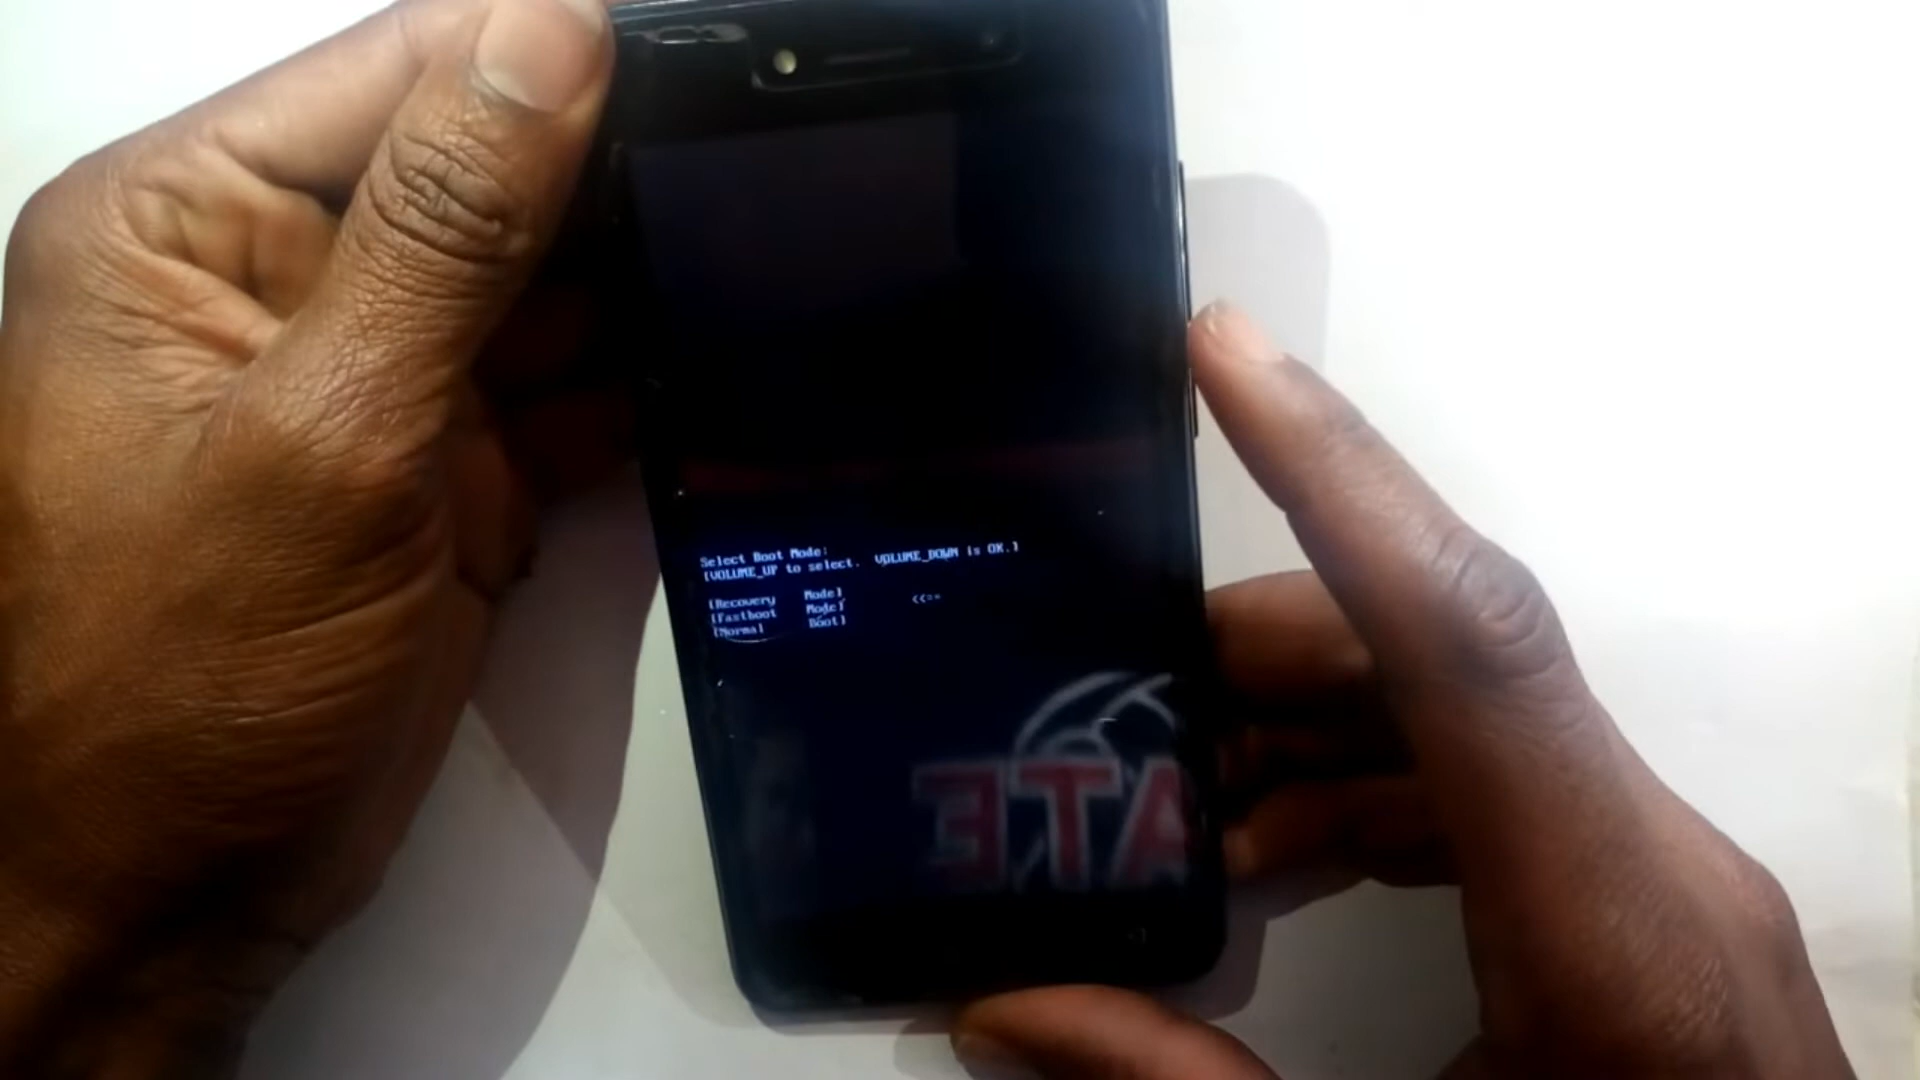 Select Boot Mode:
[VOLUME_UP to select.  VOLUME_DOWN is OK.]
[Recovery    Mode]         <<==
[Fastboot    Mode]
[Normal      Boot]
ATE